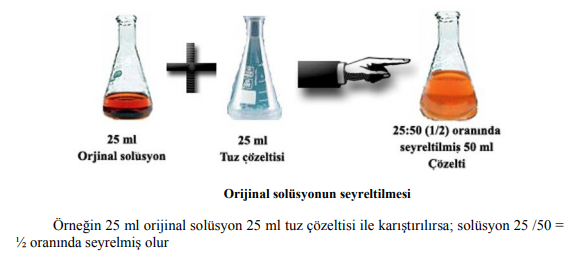 25 ml
Orjinal solüsyon
25 ml
Tuz çözeltisi
25:50 (1/2) oranında
seyreltilmiş 50 ml
Çözelti
Orijinal solüsyonun seyreltilmesi
Örneğin 25 ml orijinal solüsyon 25 ml tuz çözeltisi ile karıştırılırsa; solüsyon 25 /50 =
½ oranında seyrelmiş olur